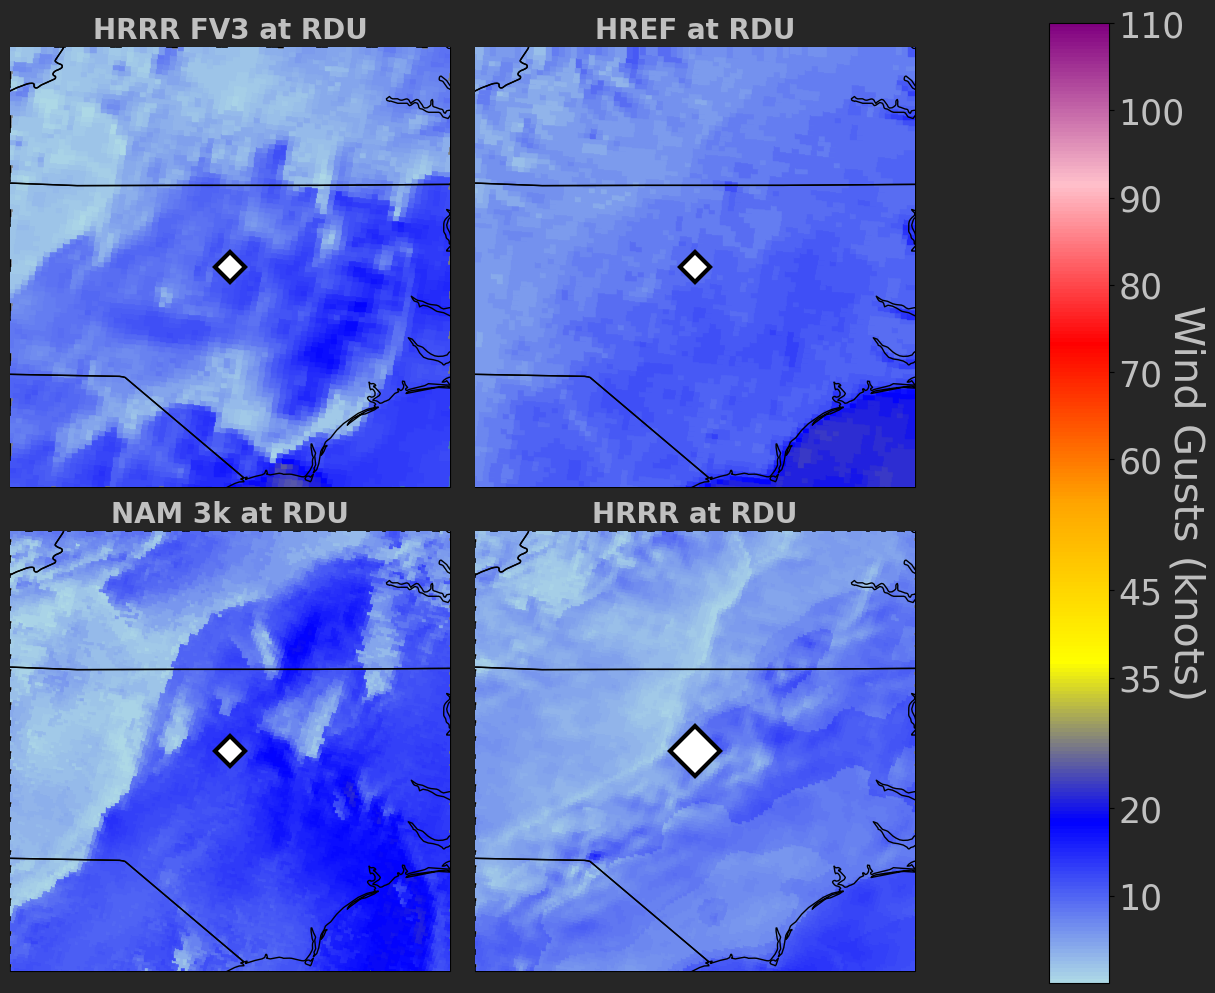 HRRR FV3 at RDU
HREF at RDU
NAM 3k at RDU
HRRR at RDU
110
100
90
80
70
60
45
35
20
10
Wind Gusts (knots)